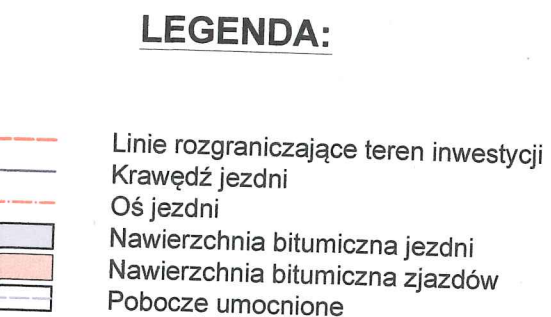 LEGENDA:
Linie rozgraniczające teren inwestycji
Krawędź jezdni
Oś jezdni
Nawierzchnia bitumiczna jezdni
Nawierzchnia bitumiczna zjazdów
Pobocze umocnione